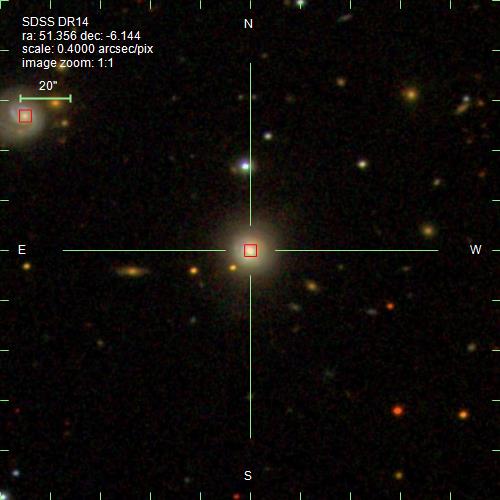 SDSS DR14
ra: 51.356 dec: -6.144
scale: 0.4000 arcsec/pix
image zoom: 1:1
20"
N
E
W
S